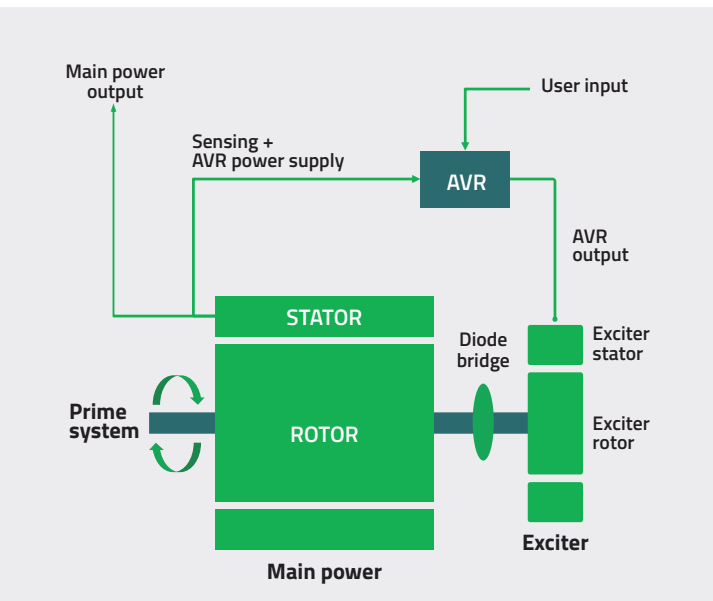 Main power
output
User input
Sensing +
AVR power supply
AVR
AVR
output
STATOR
Diode
bridge
Exciter
stator
Prime
system
ROTOR
Exciter
rotor
Exciter
Main power